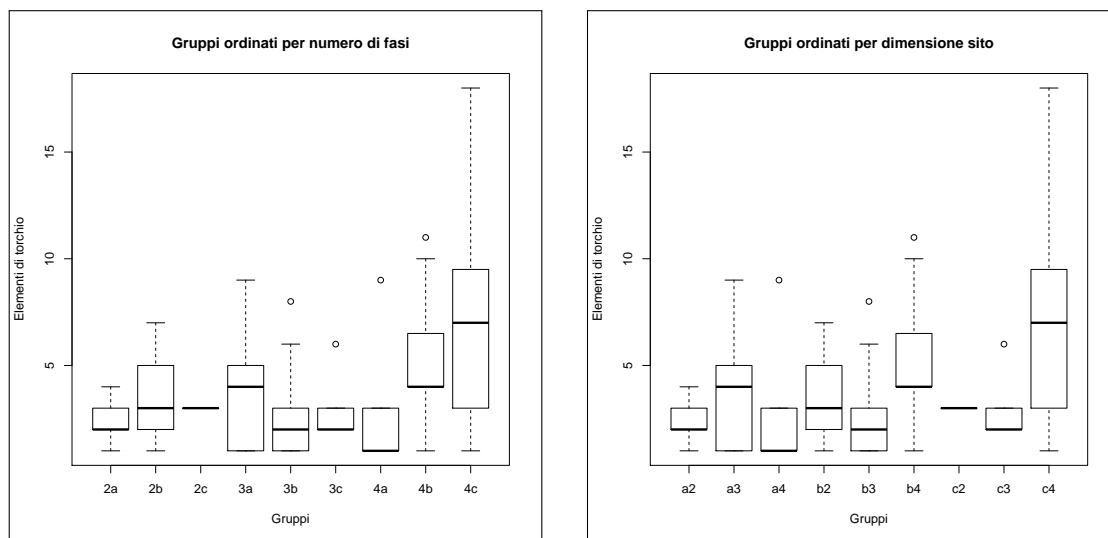 Gruppi ordinati per numero di fasi
15
10
5
Elementi di torchio
2a 2b 2c 3a 3b 3c 4a 4b 4c
Gruppi
Gruppi ordinati per dimensione sito
15
10
5
Elementi di torchio
a2 a3 a4 b2 b3 b4 c2 c3 c4
Gruppi